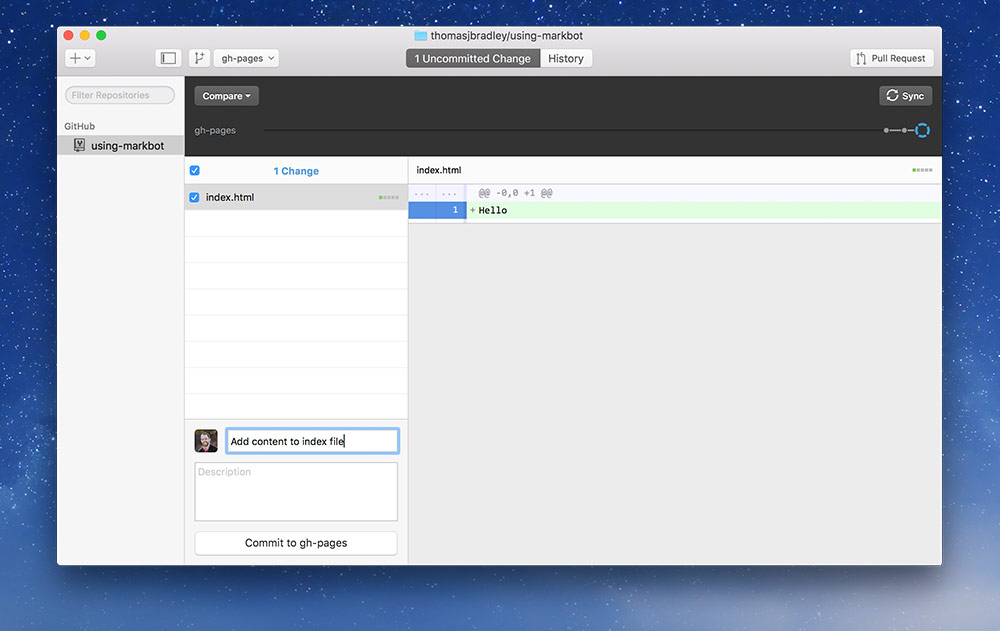 thomasjbradley/using-markbot
gh-pages
1 Uncommitted Change
History
Pull Request
Filter Repositories
Compare
Sync
GitHub
gh-pages
using-markbot
1 Change
index.html
index.html
... ... @@ -0,0 +1 @@
1 + Hello
Add content to index file
Description
Commit to gh-pages